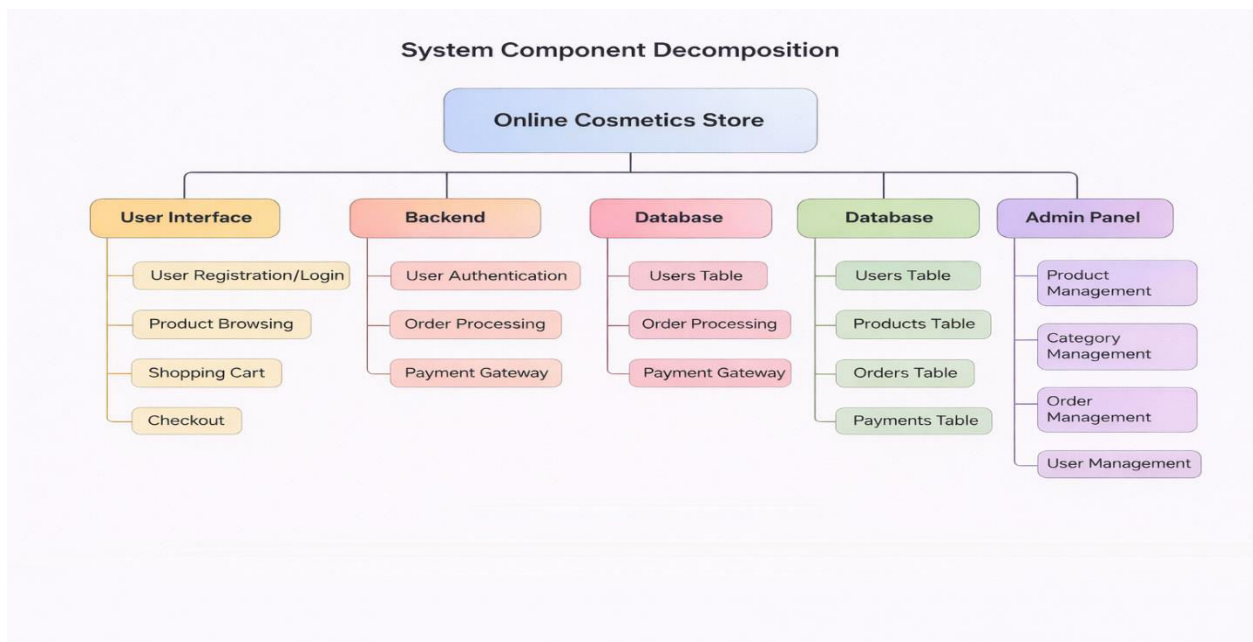 System Component Decomposition
Online Cosmetics Store
User Interface
User Registration/Login
Product Browsing
Shopping Cart
Checkout
Backend
User Authentication
Order Processing
Payment Gateway
Database
Users Table
Order Processing
Payment Gateway
Database
Users Table
Products Table
Orders Table
Payments Table
Admin Panel
Product
Management
Category
Management
Order
Management
User Management